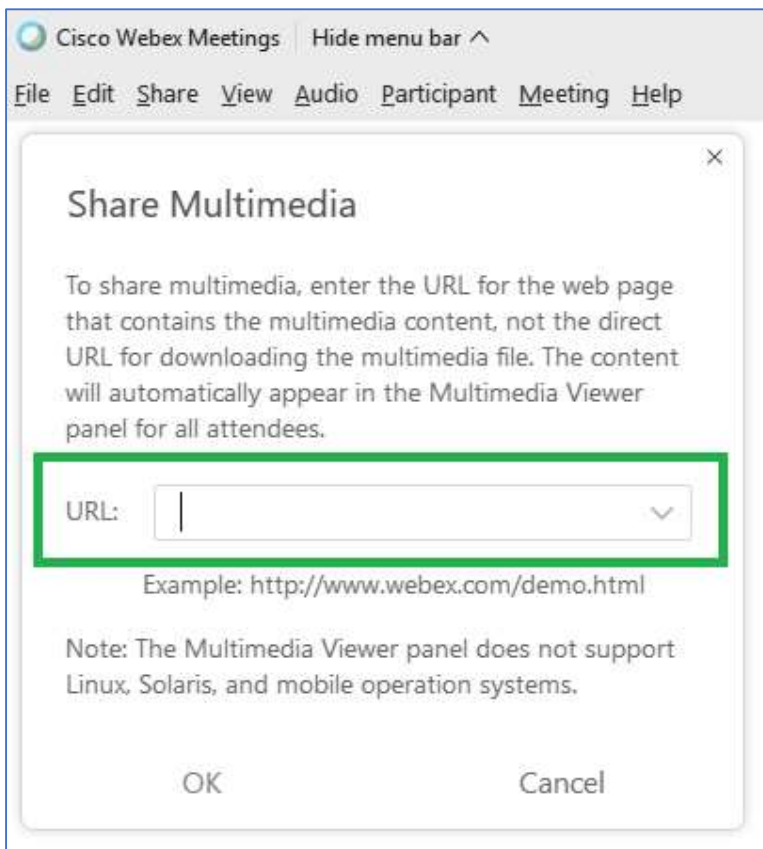 Cisco Webex Meetings Hide menu bar
File Edit Share View Audio Participant Meeting Help
Share Multimedia
To share multimedia, enter the URL for the web page
that contains the multimedia content, not the direct
URL for downloading the multimedia file. The content
will automatically appear in the Multimedia Viewer
panel for all attendees.
URL:
Example: http://www.webex.com/demo.html
Note: The Multimedia Viewer panel does not support
Linux, Solaris, and mobile operation systems.
OK Cancel